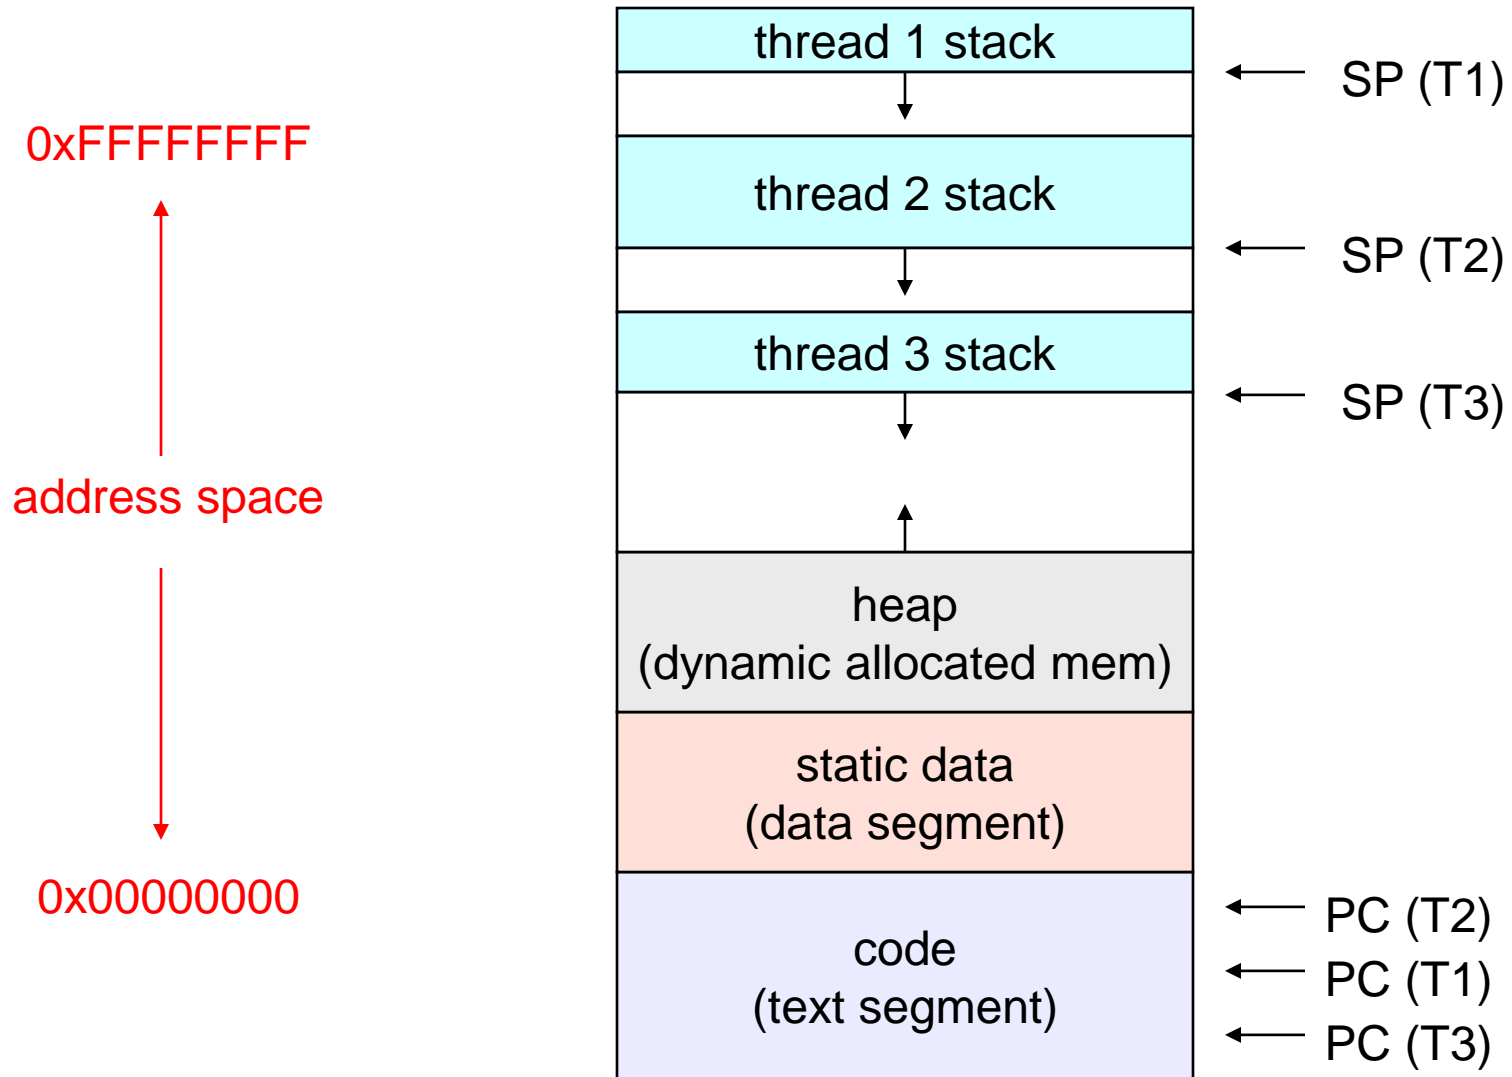 thread 1 stack
SP (T1)
0xFFFFFFFF
thread 2 stack
SP (T2)
thread 3 stack
SP (T3)
address space
heap
(dynamic allocated mem)
static data
(data segment)
0x00000000
PC (T2)
code
PC (T1)
(text segment)
PC (T3)